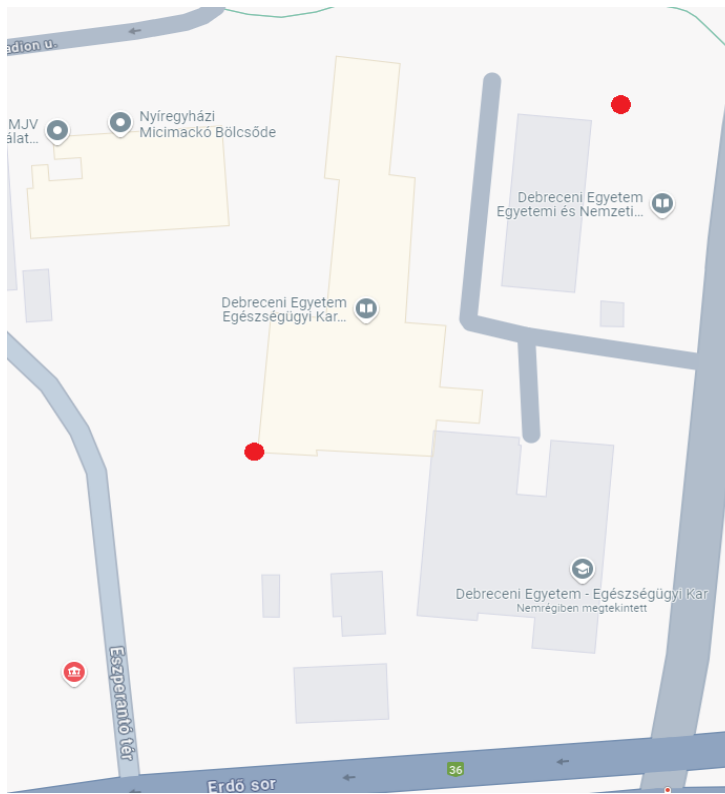 adion u.
MJV
álat...
Nyíregyházi
Micimackó Bölcsőde
Debreceni Egyetem
Egyetemi és Nemzeti...
Debreceni Egyetem
Egészségügyi Kar...
Debreceni Egyetem - Egészségügyi Kar
Nemrégiben megtekintett
Eszperantó tér
36
Erdő sor